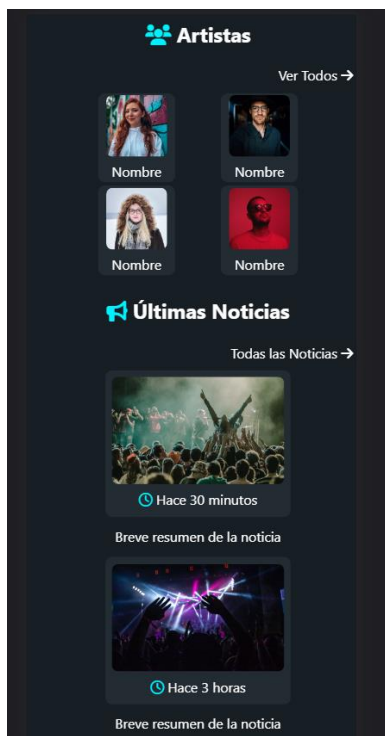 Artistas
Ver Todos →
Nombre Nombre
Nombre Nombre
Últimas Noticias
Todas las Noticias →
Hace 30 minutos
Breve resumen de la noticia
Hace 3 horas
Breve resumen de la noticia